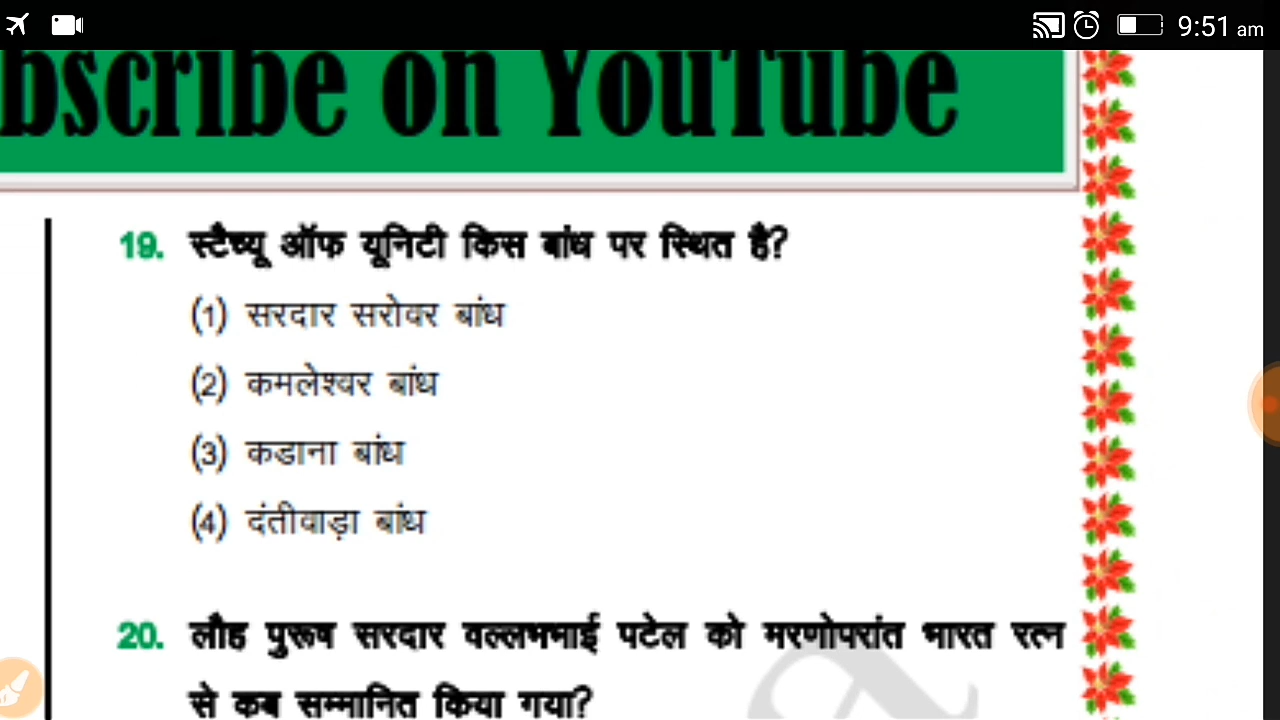 9:51 am
bscribe on YouTube
19. स्टैच्यू ऑफ यूनिटी किस बांध पर स्थित है?
(1) सरदार सरोवर बांध
(2) कमलेश्वर बांध
(3) कडाना बांध
(4) दंतीवाड़ा बांध
20. लौह पुरूष सरदार वल्लभभाई पटेल को मरणोपरांत भारत रत्न
से कब सम्मानित किया गया?